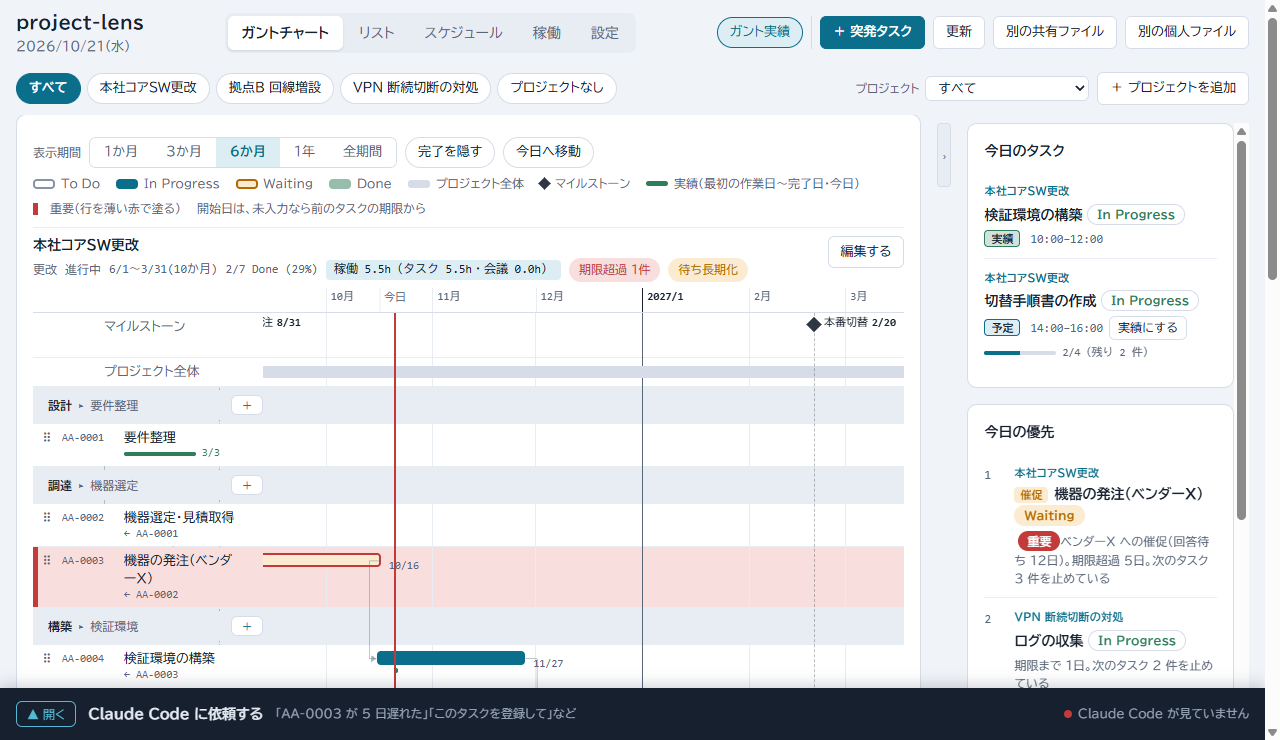 project-lens
2026/10/21(水)
ガントチャート リスト スケジュール 稼働 設定
ガント実績 ＋ 突発タスク 更新 別の共有ファイル 別の個人ファイル
すべて 本社コアSW更改 拠点B 回線増設 VPN 断続切断の対処 プロジェクトなし
プロジェクト すべて ＋ プロジェクトを追加
表示期間 1か月 3か月 6か月 1年 全期間 完了を隠す 今日へ移動
To Do In Progress Waiting Done プロジェクト全体 マイルストーン 実績（最初の作業日～完了日・今日）
重要（行を薄い赤で塗る） 開始日は、未入力なら前のタスクの期限から
本社コアSW更改
更改 進行中 6/1～3/31(10か月) 2/7 Done (29%) 稼働 5.5h (タスク 5.5h・会議 0.0h) 期限超過 1件 待ち長期化
編集する
10月 今日 11月 12月 2027/1 2月 3月
マイルストーン 注 8/31 本番切替 2/20
プロジェクト全体
設計 ▸ 要件整理 ＋
AA-0001 要件整理
3/3
調達 ▸ 機器選定 ＋
AA-0002 機器選定・見積取得
← AA-0001
AA-0003 機器の発注（ベンダーX）
← AA-0002
10/16
構築 ▸ 検証環境 ＋
AA-0004 検証環境の構築
← AA-0003
11/27
›
今日のタスク
本社コアSW更改
検証環境の構築 In Progress
実績 10:00–12:00
本社コアSW更改
切替手順書の作成 In Progress
予定 14:00–16:00 実績にする
2/4 (残り 2 件)
今日の優先
1 本社コアSW更改
催促 機器の発注（ベンダーX）
Waiting
重要 ベンダーX への催促（回答待
ち 12日）。期限超過 5日。次のタスク
3 件を止めている
2 VPN 断続切断の対処
ログの収集 In Progress
期限まで 1日。次のタスク 2 件を止め
ている
▲ 開く Claude Code に依頼する 「AA-0003 が 5 日遅れた」「このタスクを登録して」など
Claude Code が見ていません